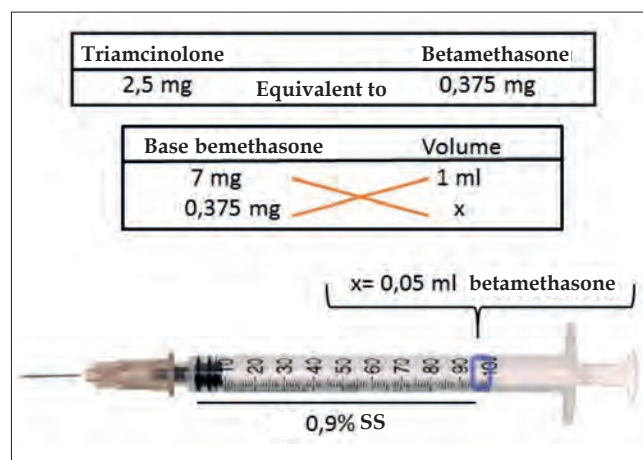 Triamcinolone Betamethasone
2,5 mg Equivalent to 0,375 mg
Base bemethasone Volume
7 mg 1 ml
0,375 mg x
x= 0,05 ml betamethasone
10 20 30 40 50 60 70 80 90 10
0,9% SS